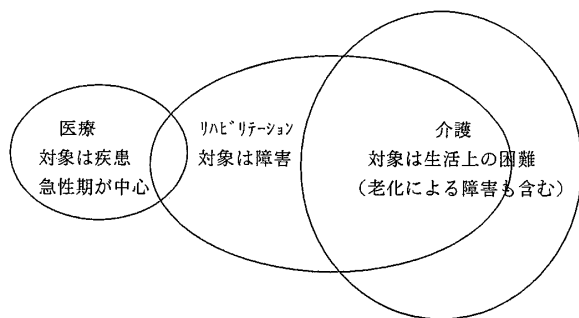 医療
対象は疾患
急性期が中心
ﾘﾊﾋﾞﾘﾃｰｼｮﾝ
対象は障害
介護
対象は生活上の困難
（老化による障害も含む）